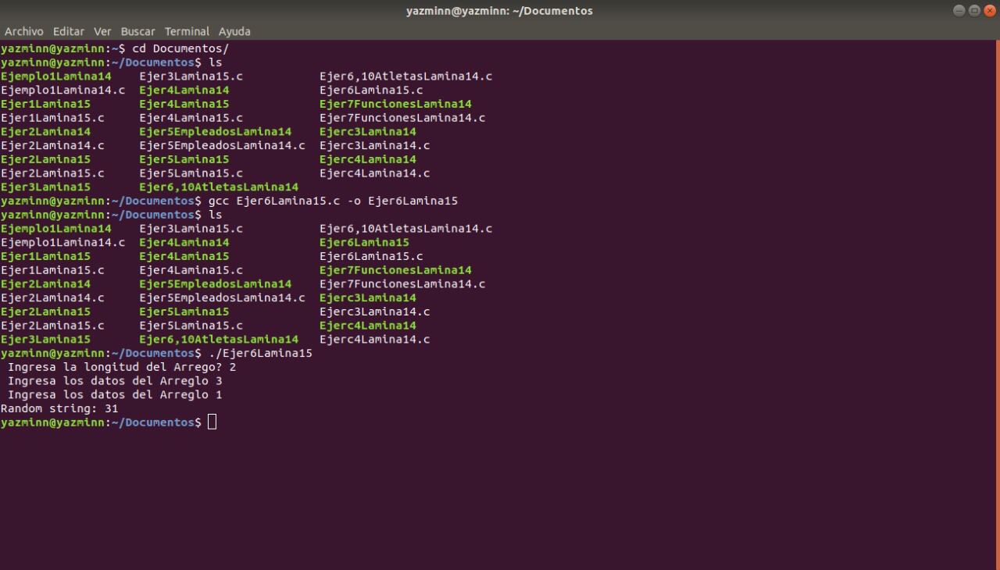 yazminn@yazminn: ~/Documentos
Archivo Editar Ver Buscar Terminal Ayuda
yazminn@yazminn:~$ cd Documentos/
yazminn@yazminn:~/Documentos$ ls
Ejemplo1Lamina14 Ejer3Lamina15.c Ejer6,10AtletasLamina14.c
Ejemplo1Lamina14.c Ejer4Lamina14 Ejer6Lamina15.c
Ejer1Lamina15 Ejer4Lamina15 Ejer7FuncionesLamina14
Ejer1Lamina15.c Ejer4Lamina15.c Ejer7FuncionesLamina14.c
Ejer2Lamina14 Ejer5EmpleadosLamina14 Ejerc3Lamina14
Ejer2Lamina14.c Ejer5EmpleadosLamina14.c Ejerc3Lamina14.c
Ejer2Lamina15 Ejer5Lamina15 Ejerc4Lamina14
Ejer2Lamina15.c Ejer5Lamina15.c Ejerc4Lamina14.c
Ejer3Lamina15 Ejer6,10AtletasLamina14
yazminn@yazminn:~/Documentos$ gcc Ejer6Lamina15.c -o Ejer6Lamina15
yazminn@yazminn:~/Documentos$ ls
Ejemplo1Lamina14 Ejer3Lamina15.c Ejer6,10AtletasLamina14.c
Ejemplo1Lamina14.c Ejer4Lamina14 Ejer6Lamina15
Ejer1Lamina15 Ejer4Lamina15 Ejer6Lamina15.c
Ejer1Lamina15.c Ejer4Lamina15.c Ejer7FuncionesLamina14
Ejer2Lamina14 Ejer5EmpleadosLamina14 Ejer7FuncionesLamina14.c
Ejer2Lamina14.c Ejer5EmpleadosLamina14.c Ejerc3Lamina14
Ejer2Lamina15 Ejer5Lamina15 Ejerc3Lamina14.c
Ejer2Lamina15.c Ejer5Lamina15.c Ejerc4Lamina14
Ejer3Lamina15 Ejer6,10AtletasLamina14 Ejerc4Lamina14.c
yazminn@yazminn:~/Documentos$ ./Ejer6Lamina15
Ingresa la longitud del Arrego? 2
Ingresa los datos del Arreglo 3
Ingresa los datos del Arreglo 1
Random string: 31
yazminn@yazminn:~/Documentos$